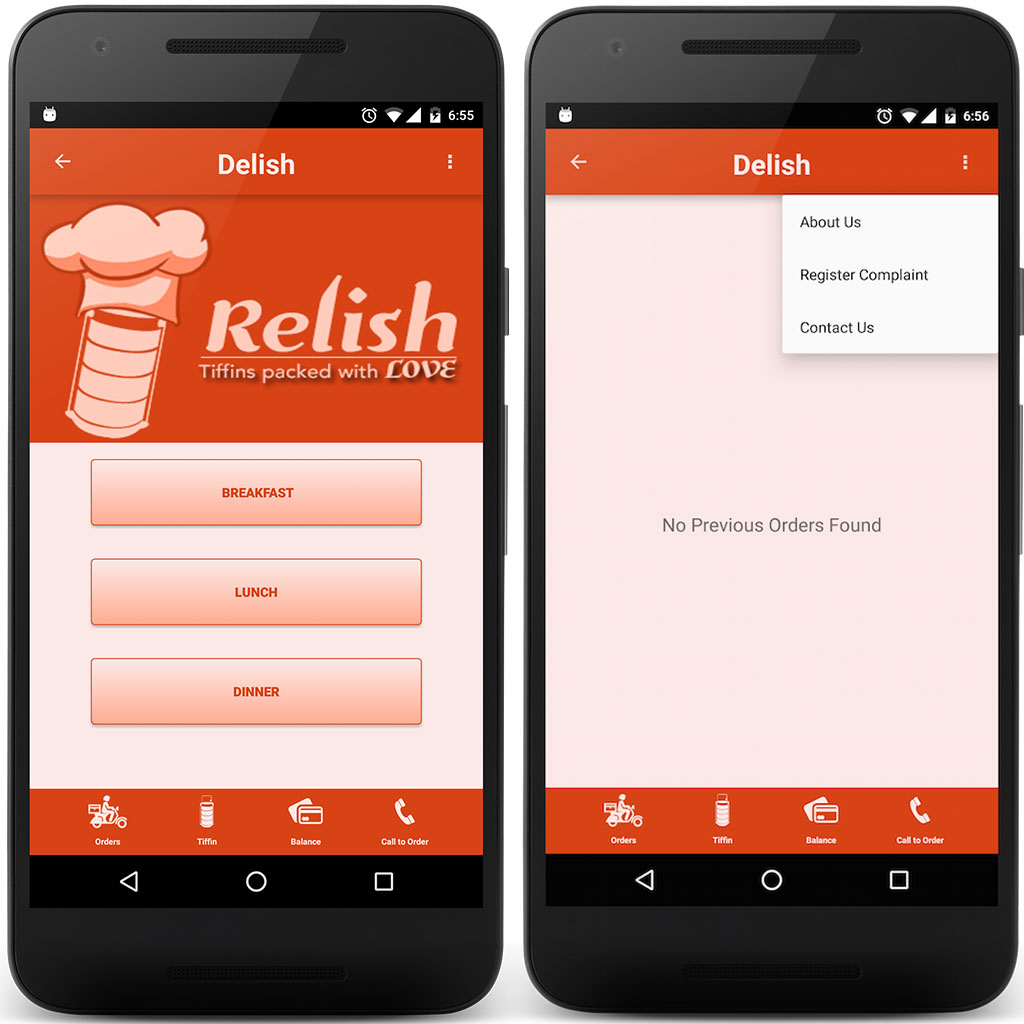 6:55
Delish
Relish
Tiffins packed with LOVE
BREAKFAST
LUNCH
DINNER
Orders
Tiffin
Balance
Call to Order
6:56
Delish
About Us
Register Complaint
Contact Us
No Previous Orders Found
Orders
Tiffin
Balance
Call to Order